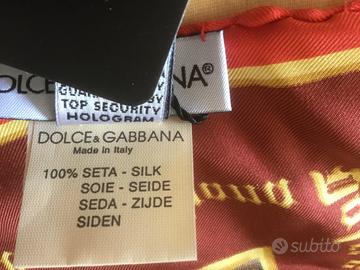 DOLCE
NA®
TOP SECURITY
HOLOGRAM
DOLCE & GABBANA
Made in Italy
100% SETA - SILK
SOIE - SEIDE
SEDA - ZIJDE
SIDEN
subito